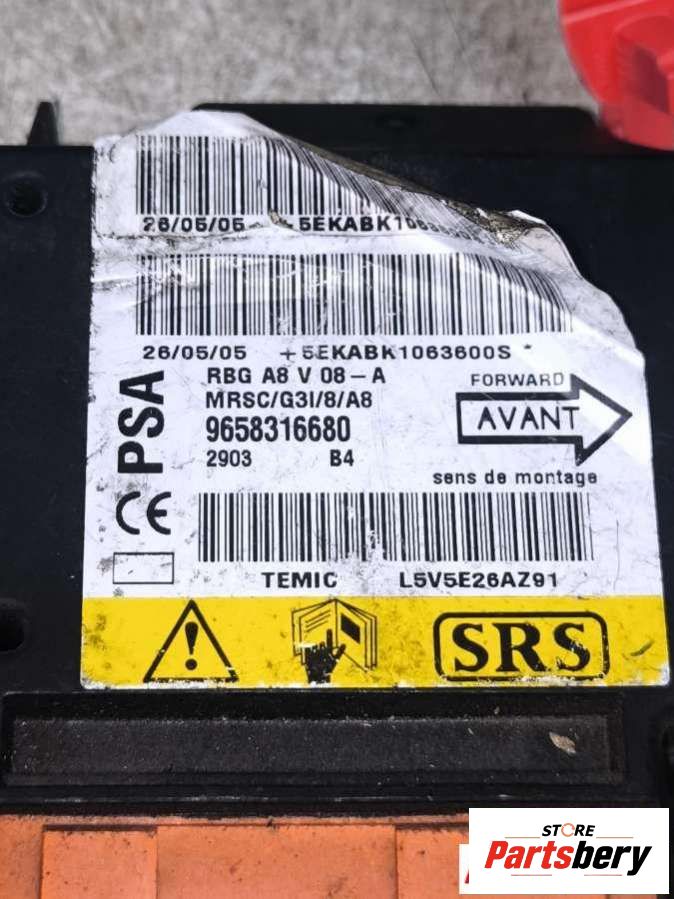 26/05/05 +5EKABK106
26/05/05 +5EKABK1063600S *
PSA
RBG A8 V 08-A
MRSC/G3I/8/A8
9658316680
2903 B4
FORWARD
AVANT
sens de montage
CE
TEMIC L5V5E26AZ91
SRS
STORE
Partsbery